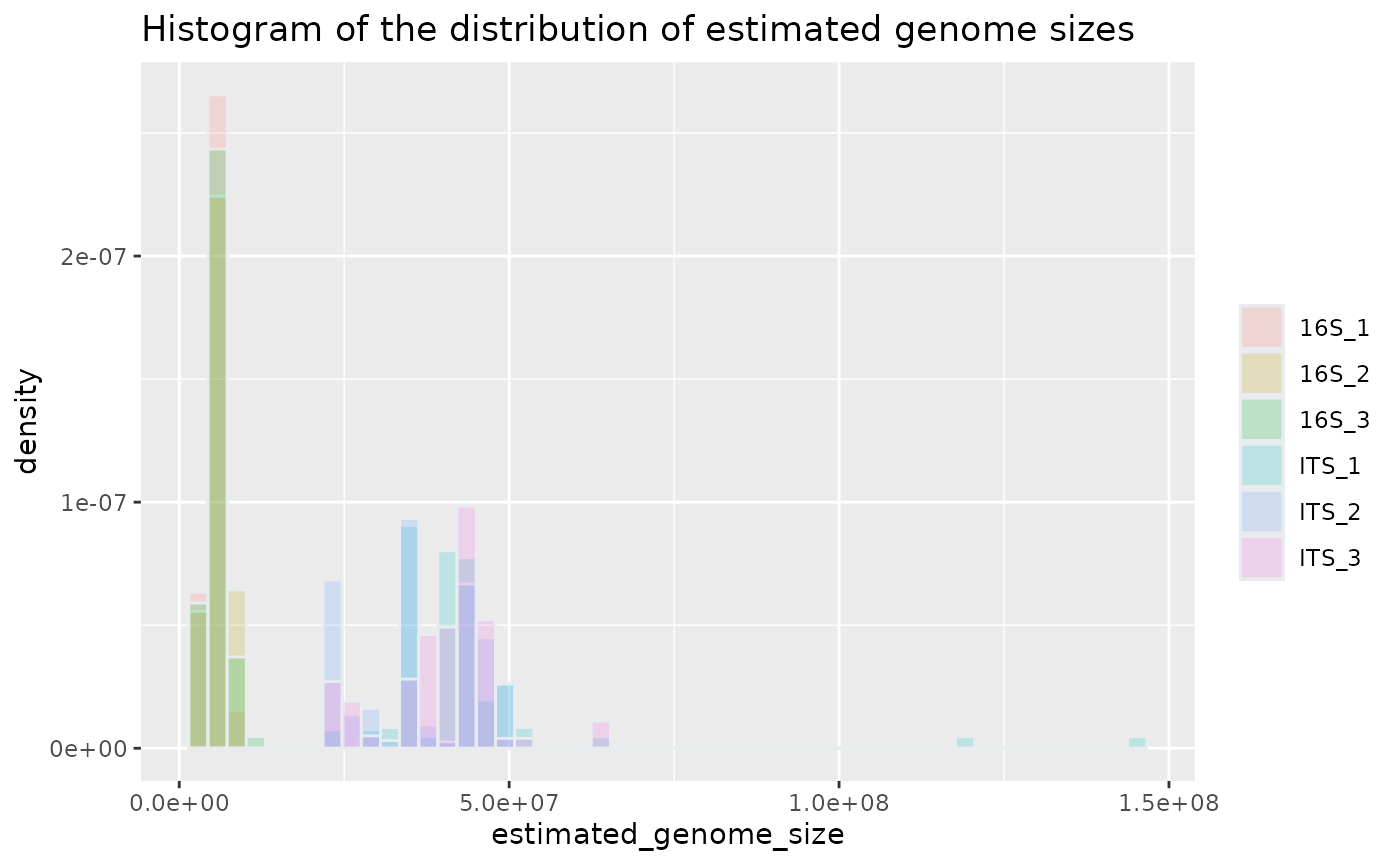 Histogram of the distribution of estimated genome sizes
density
2e-07
1e-07
0e+00
0.0e+00
5.0e+07
1.0e+08
1.5e+08
estimated_genome_size
16S_1
16S_2
16S_3
ITS_1
ITS_2
ITS_3